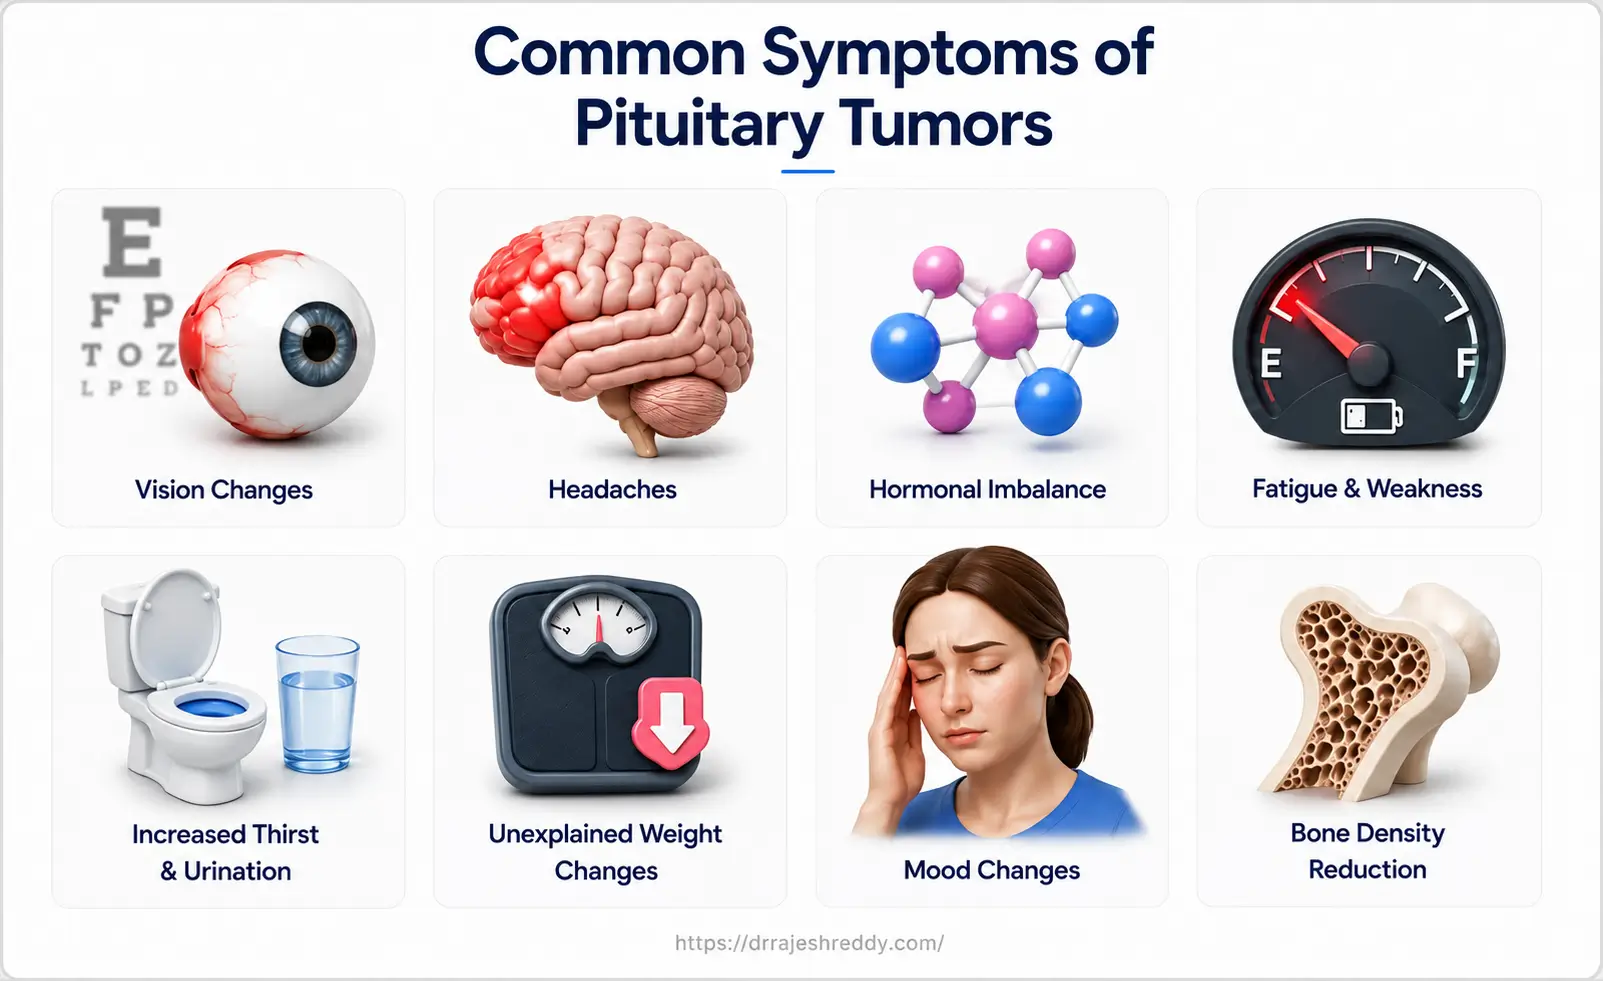 Common Symptoms of
Pituitary Tumors
E
F P
T O Z
L P E D
Vision Changes
Headaches
Hormonal Imbalance
E
F
Fatigue & Weakness
Increased Thirst
& Urination
Unexplained Weight
Changes
Mood Changes
Bone Density
Reduction
https://drrajeshreddy.com/